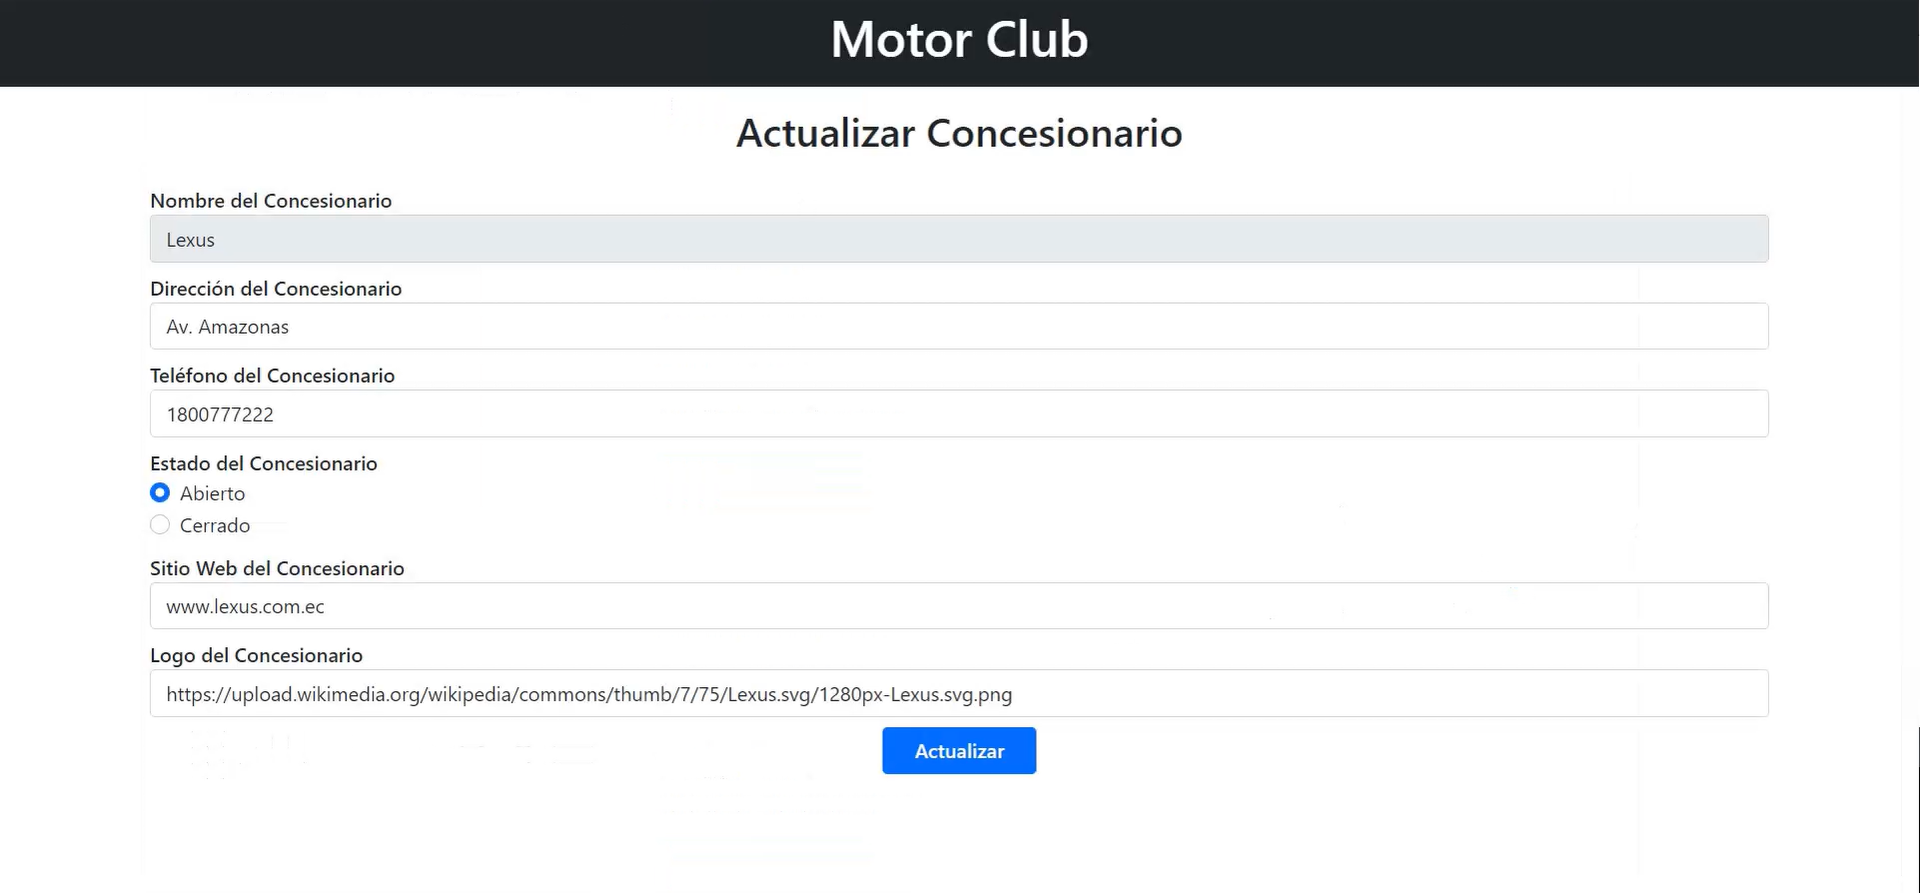 Motor Club
Actualizar Concesionario
Nombre del Concesionario
Lexus
Dirección del Concesionario
Av. Amazonas
Teléfono del Concesionario
1800777222
Estado del Concesionario
Abierto
Cerrado
Sitio Web del Concesionario
www.lexus.com.ec
Logo del Concesionario
https://upload.wikimedia.org/wikipedia/commons/thumb/7/75/Lexus.svg/1280px-Lexus.svg.png
Actualizar